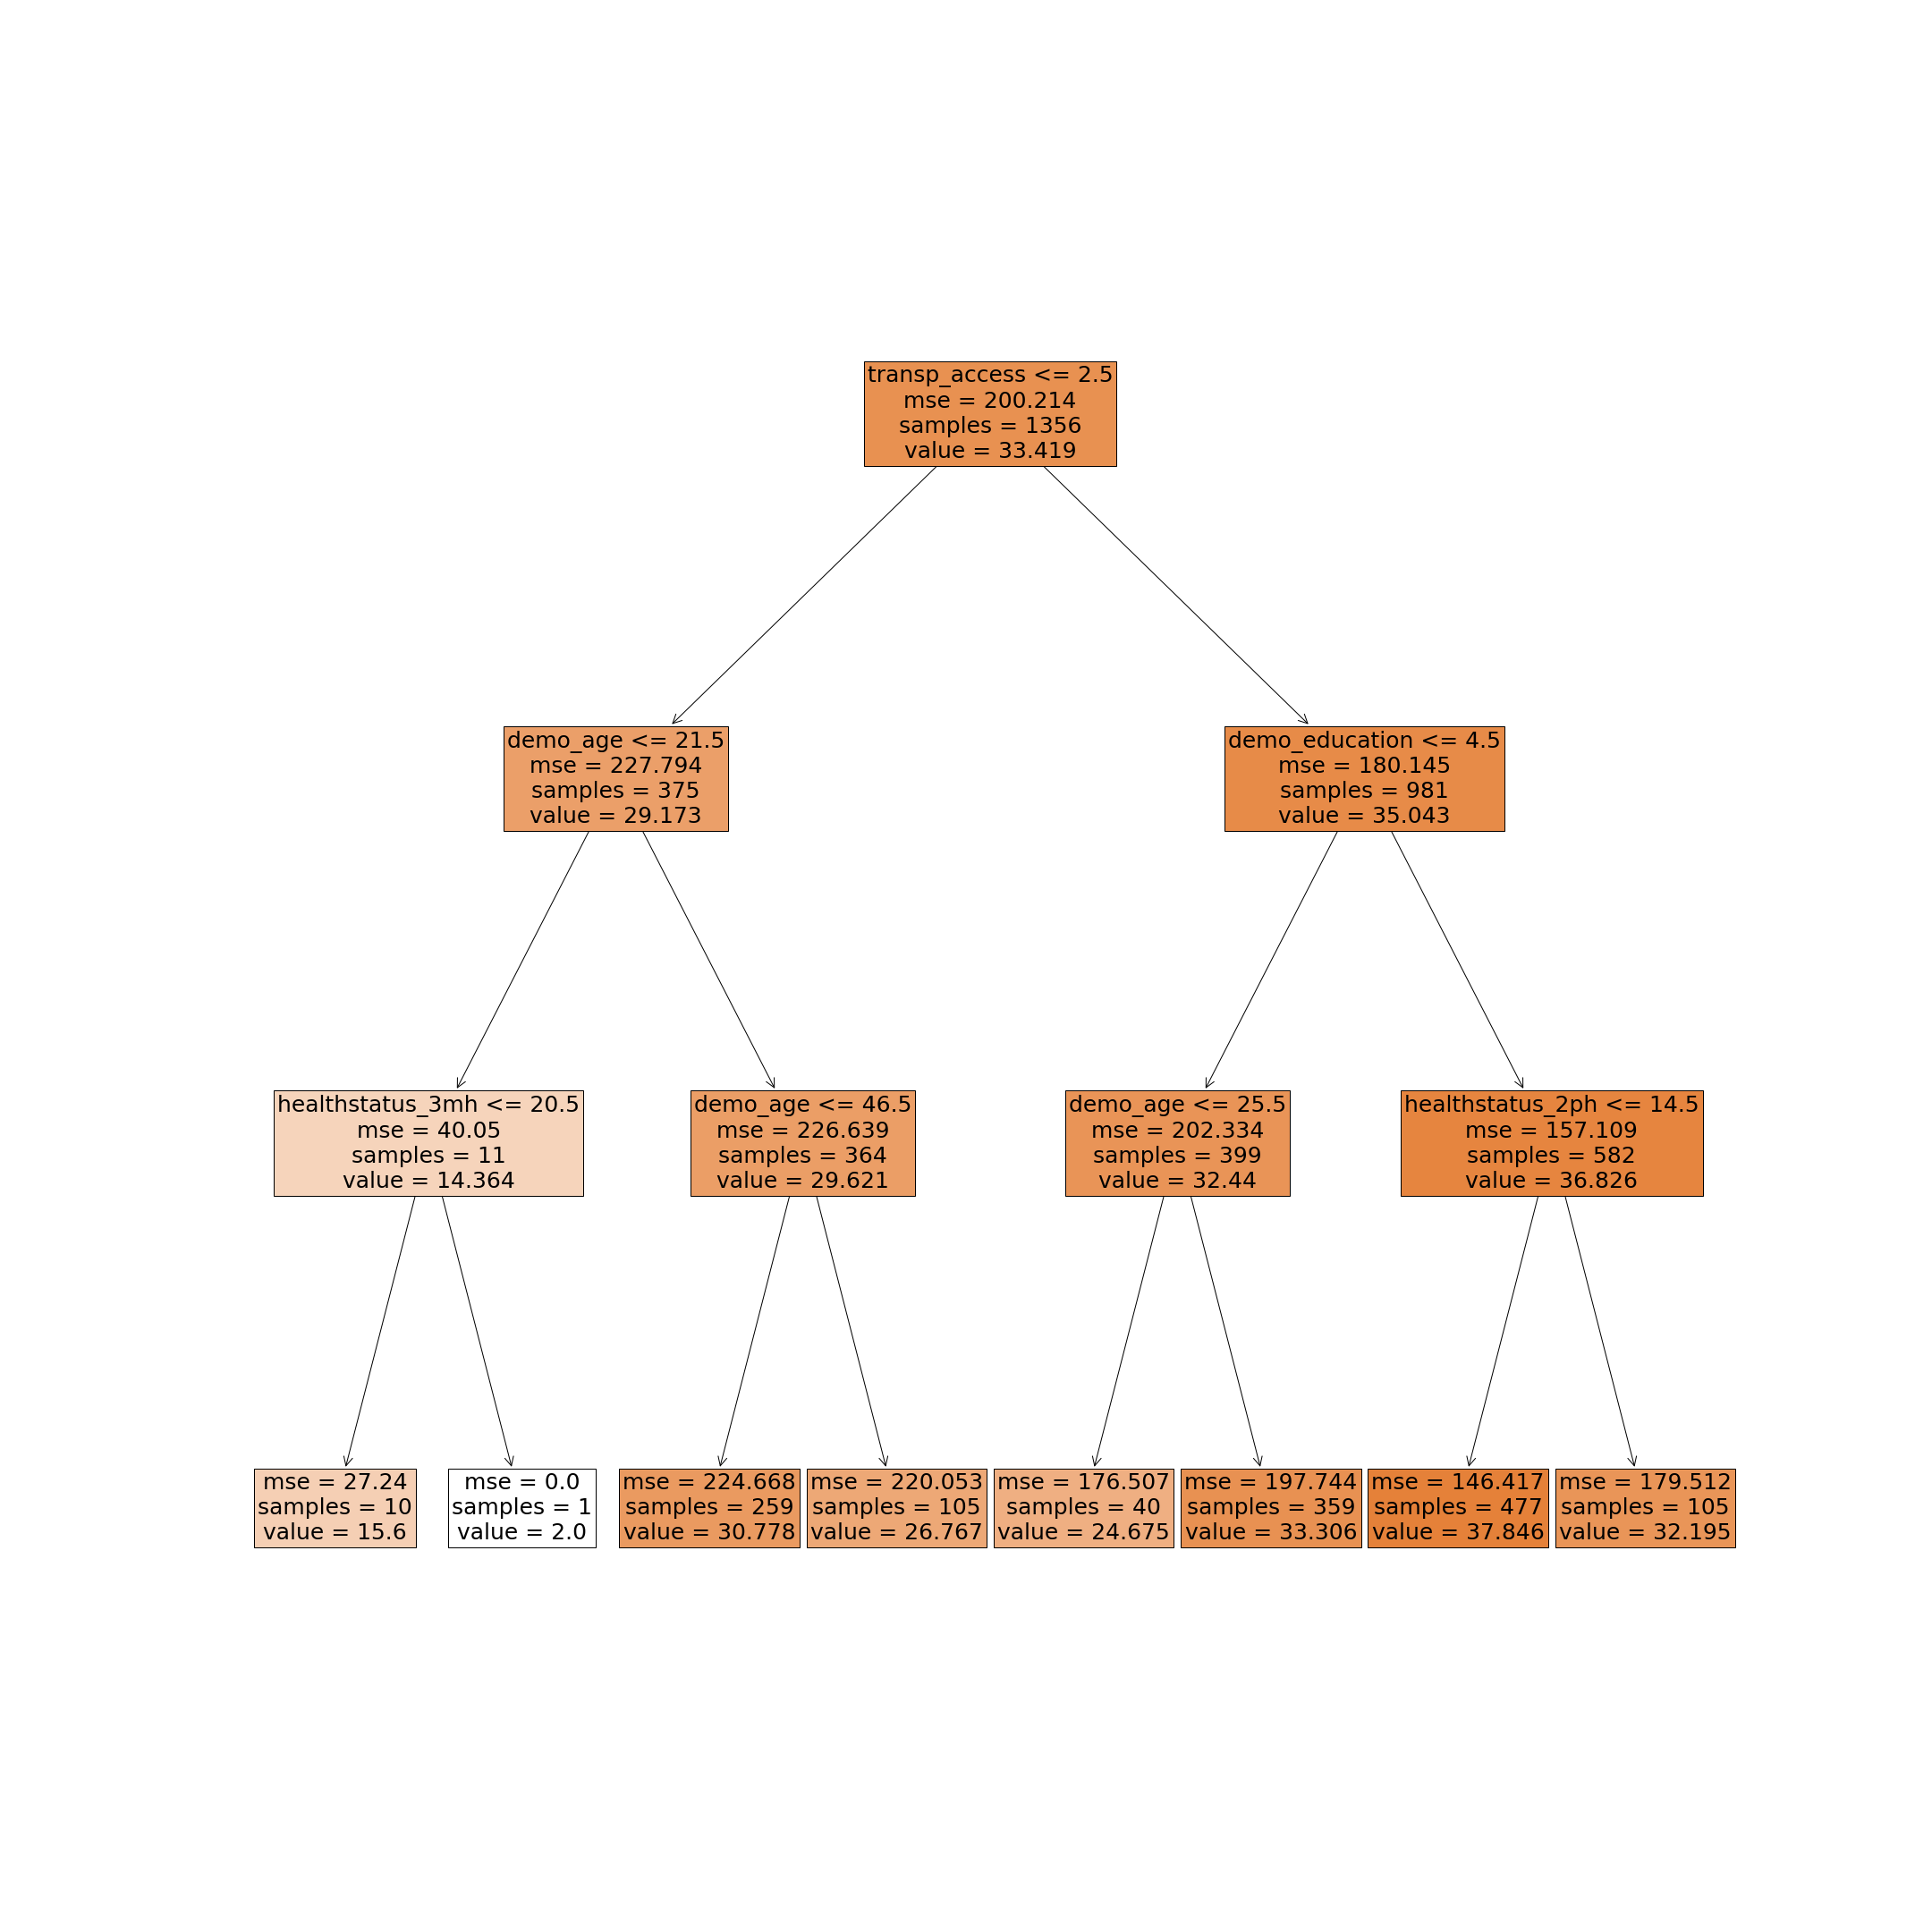 transp_access <= 2.5
mse = 200.214
samples = 1356
value = 33.419
demo_age <= 21.5
mse = 227.794
samples = 375
value = 29.173
demo_education <= 4.5
mse = 180.145
samples = 981
value = 35.043
healthstatus_3mh <= 20.5
mse = 40.05
samples = 11
value = 14.364
demo_age <= 46.5
mse = 226.639
samples = 364
value = 29.621
demo_age <= 25.5
mse = 202.334
samples = 399
value = 32.44
healthstatus_2ph <= 14.5
mse = 157.109
samples = 582
value = 36.826
mse = 27.24
samples = 10
value = 15.6
mse = 0.0
samples = 1
value = 2.0
mse = 224.668
samples = 259
value = 30.778
mse = 220.053
samples = 105
value = 26.767
mse = 176.507
samples = 40
value = 24.675
mse = 197.744
samples = 359
value = 33.306
mse = 146.417
samples = 477
value = 37.846
mse = 179.512
samples = 105
value = 32.195